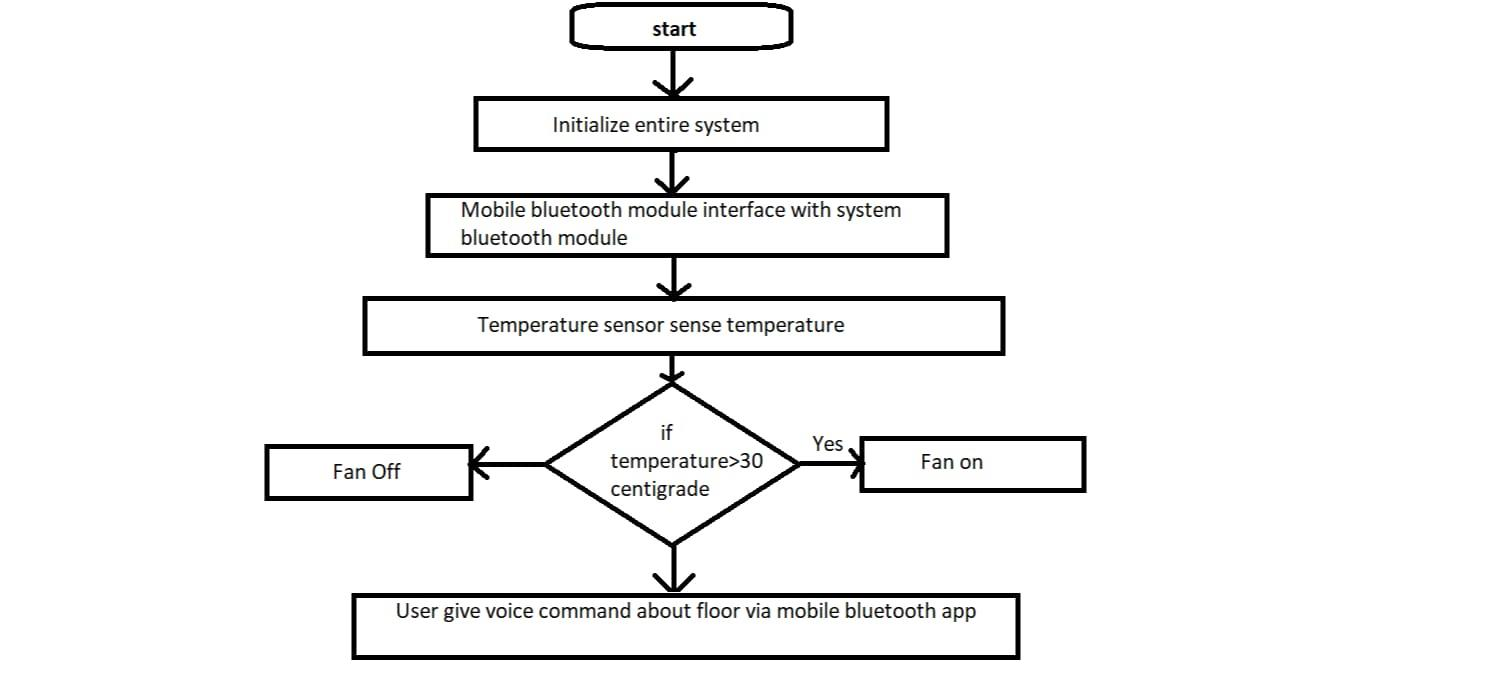 start
Initialize entire system
Mobile bluetooth module interface with system
bluetooth module
Temperature sensor sense temperature
if
temperature>30
centigrade
Yes
Fan on
Fan Off
User give voice command about floor via mobile bluetooth app